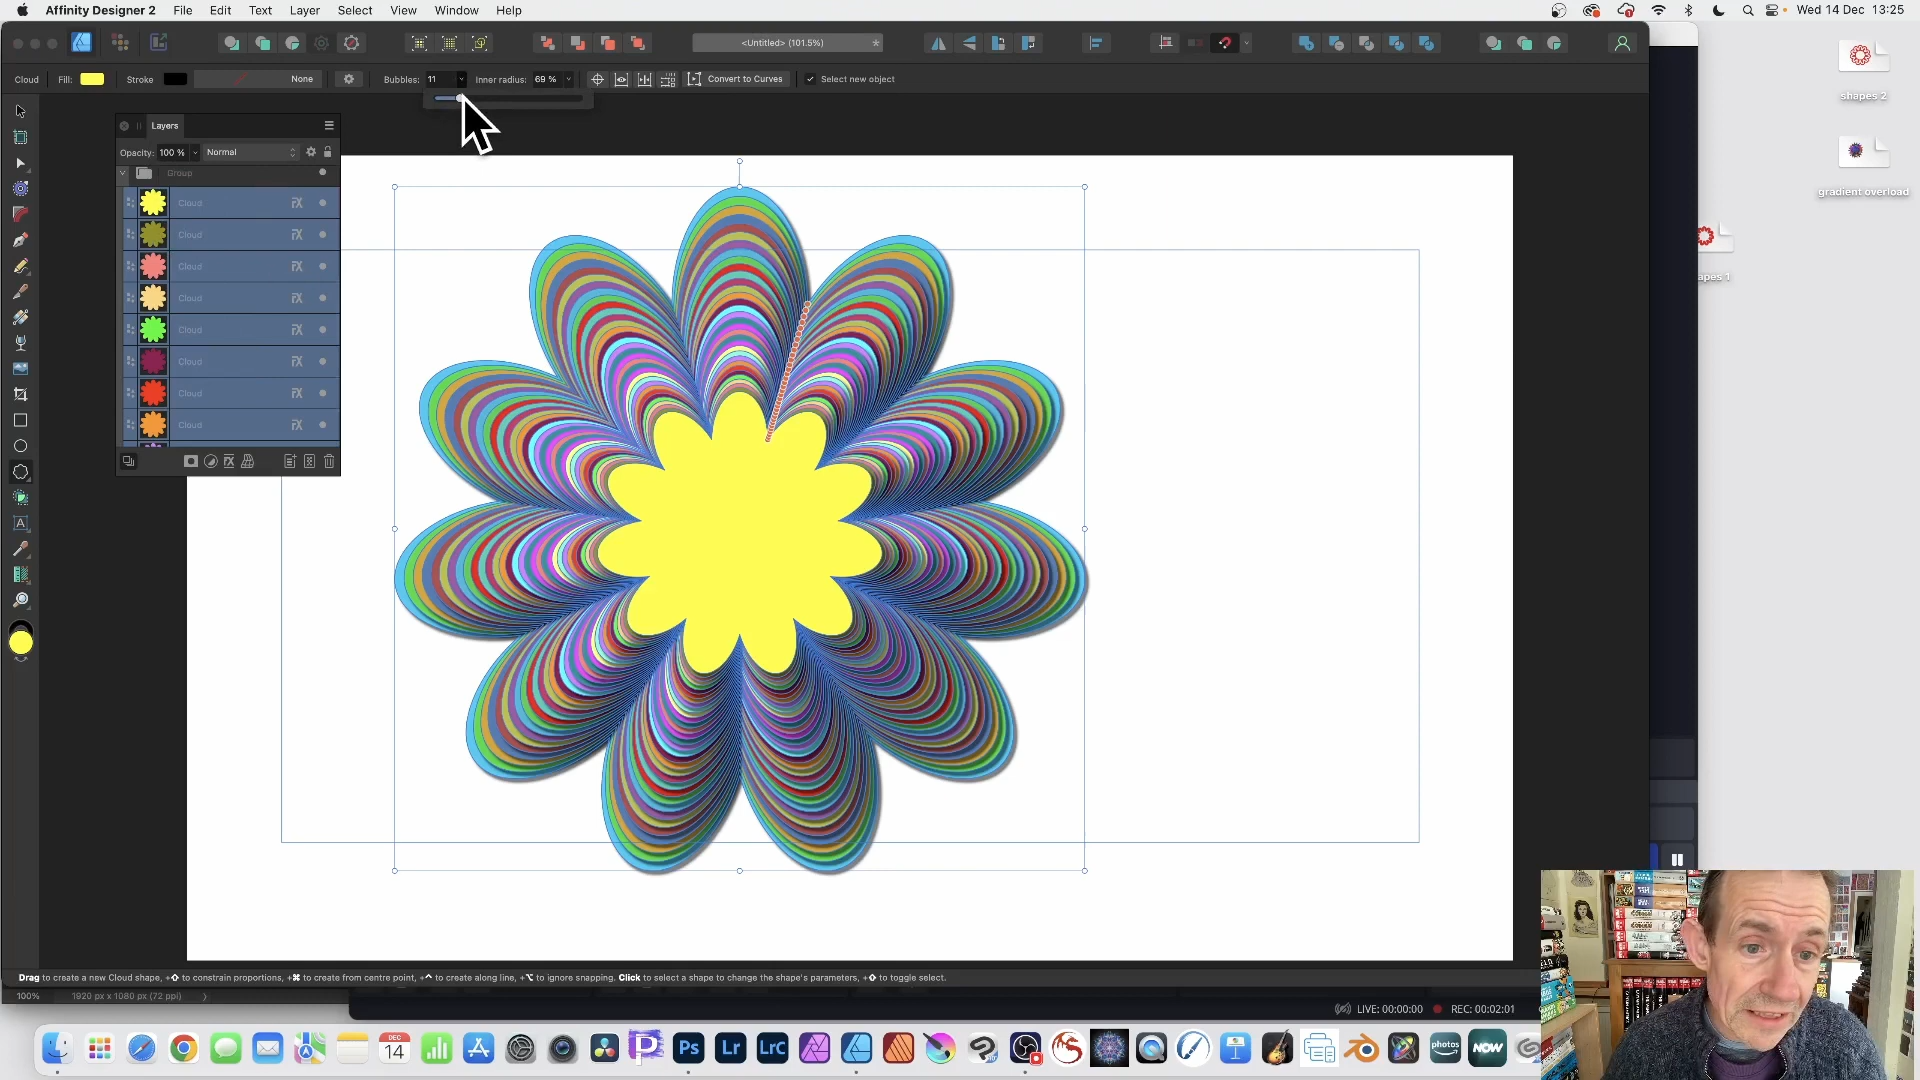 Affinity Designer 2 File Edit Text Layer Select View Window Help Wed 14 Dec 13:25
<Untitled> (101.5%)
Cloud Fill: Stroke None Bubbles: 11 Inner radius: 69 % Convert to Curves Select new object
Layers
Opacity: 100 % Normal
Group
Cloud
Cloud
Cloud
Cloud
Cloud
Cloud
Cloud
Cloud
shapes 2
gradient overload
apes 1
Drag to create a new Cloud shape, +⇧ to constrain proportions, +⌘ to create from centre point, +⌃ to create along line, +⌥ to ignore snapping. Click to select a shape to change the shape's parameters, +⇧ to toggle select.
100% 1920 px x 1080 px (72 ppi)
LIVE: 00:00:00 REC: 00:02:01
DEC
14
Ps Lr LrC photos NOW